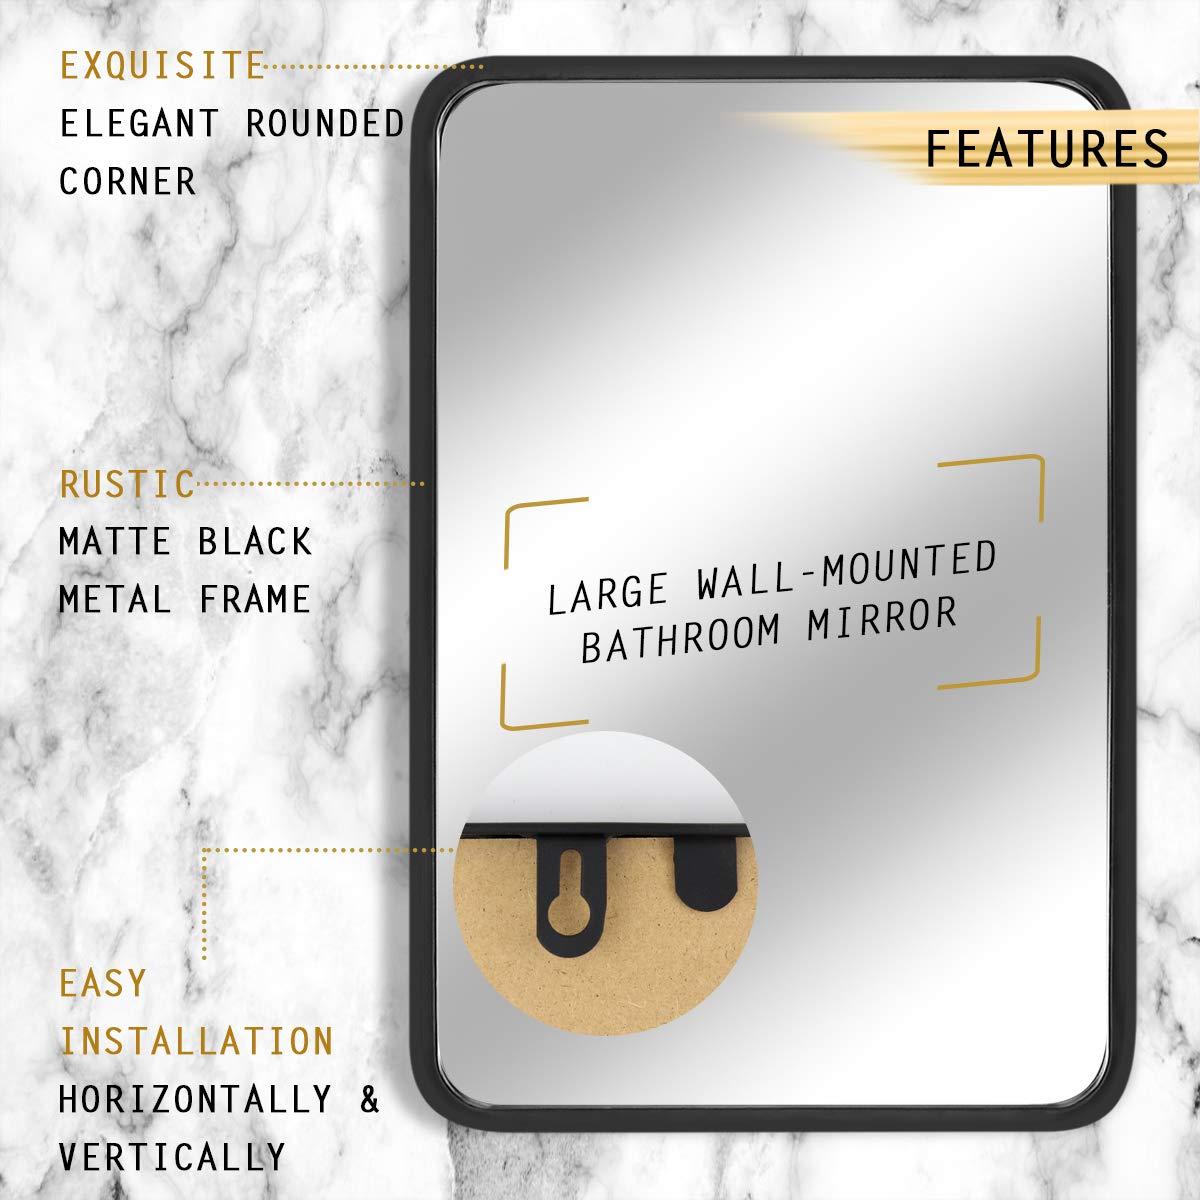 EXQUISITE
ELEGANT ROUNDED
CORNER
FEATURES
RUSTIC
MATTE BLACK
METAL FRAME
LARGE WALL-MOUNTED
BATHROOM MIRROR
EASY
INSTALLATION
HORIZONTALLY &
VERTICALLY